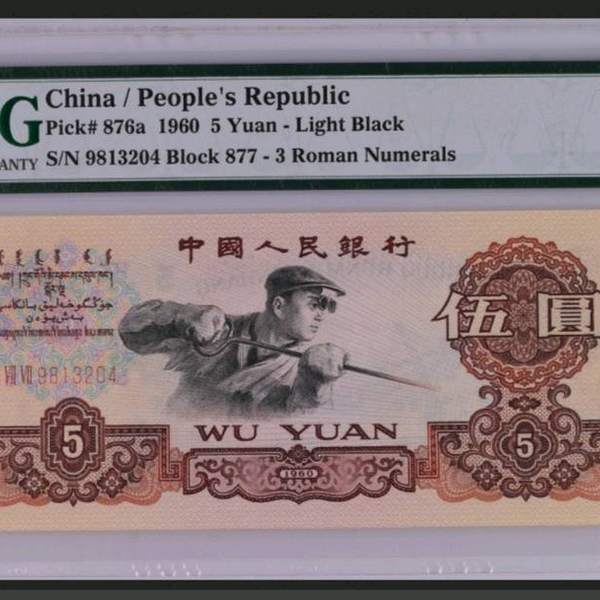 G China / People's Republic
Pick# 876a 1960 5 Yuan - Light Black
ANTY S/N 9813204 Block 877 - 3 Roman Numerals
中國人民銀行
伍圓
VII VII 9813204
5
WU YUAN
5
1960